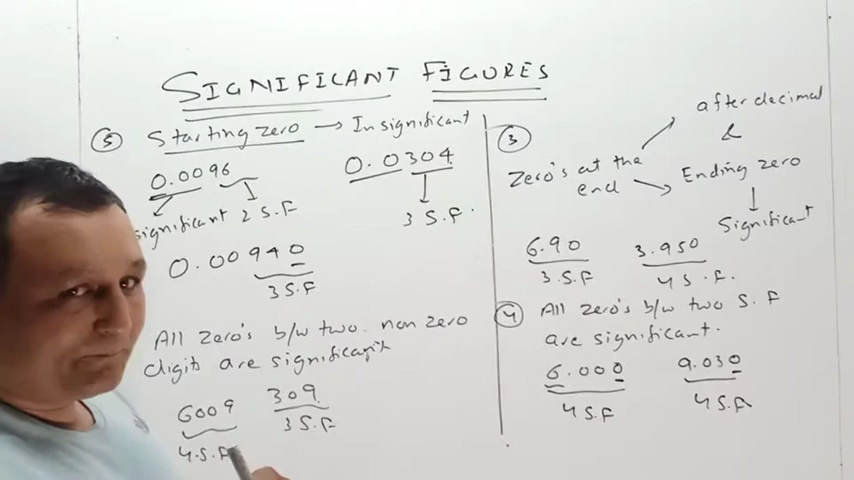 SIGNIFICANT FIGURES
5 Starting zero → Insignificant
0.0096 0.0304
significant 2 S.F 3 S.F.
0.00940
3 S.F
All zero's b/w two non zero
digits are significant
6009 309
4.S.F 3 S.F
3 Zero's at the end
after decimal
&
Ending zero
Significant
6.90 3.950
3.S.F 4 S.F.
4 All zero's b/w two S.F
are significant.
6.000 9.030
4 S.F 4 S.F